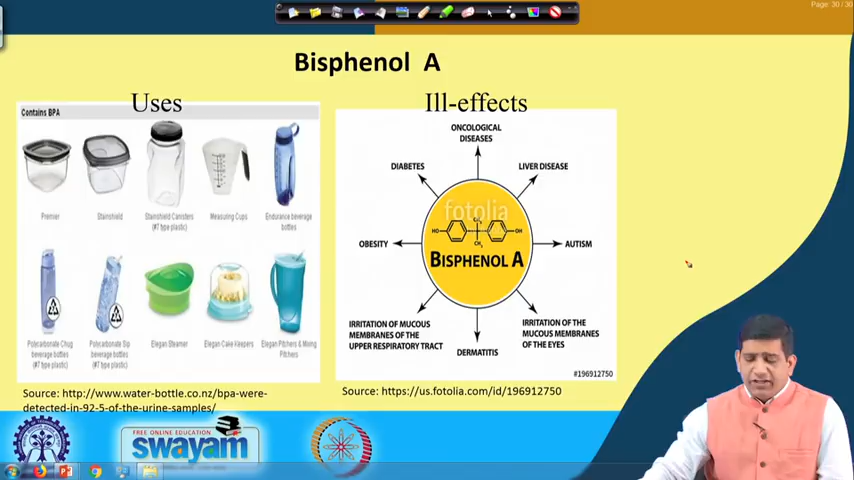 Page 30 / 30
Bisphenol A
Uses
Ill-effects
Contains BPA
Premier
Stainshield
Stainshield Canisters
(#7 type plastic)
Measuring Cups
Endurance beverage
bottles
Polycarbonate Chug
beverage bottles
(#7 type plastic)
Polycarbonate Sip
beverage bottles
(#7 type plastic)
Elegan Steamer
Elegan Cake Keepers
Elegan Pitchers & Mixing
Pitchers
ONCOLOGICAL
DISEASES
DIABETES
LIVER DISEASE
fotolia
HO
CH₃
OH
CH₃
BISPHENOL A
OBESITY
AUTISM
IRRITATION OF MUCOUS
MEMBRANES OF THE
UPPER RESPIRATORY TRACT
DERMATITIS
IRRITATION OF THE
MUCOUS MEMBRANES
OF THE EYES
#196912750
Source: http://www.water-bottle.co.nz/bpa-were-
detected-in-92-5-of-the-urine-samples/
Source: https://us.fotolia.com/id/196912750
FREE ONLINE EDUCATION
swayam